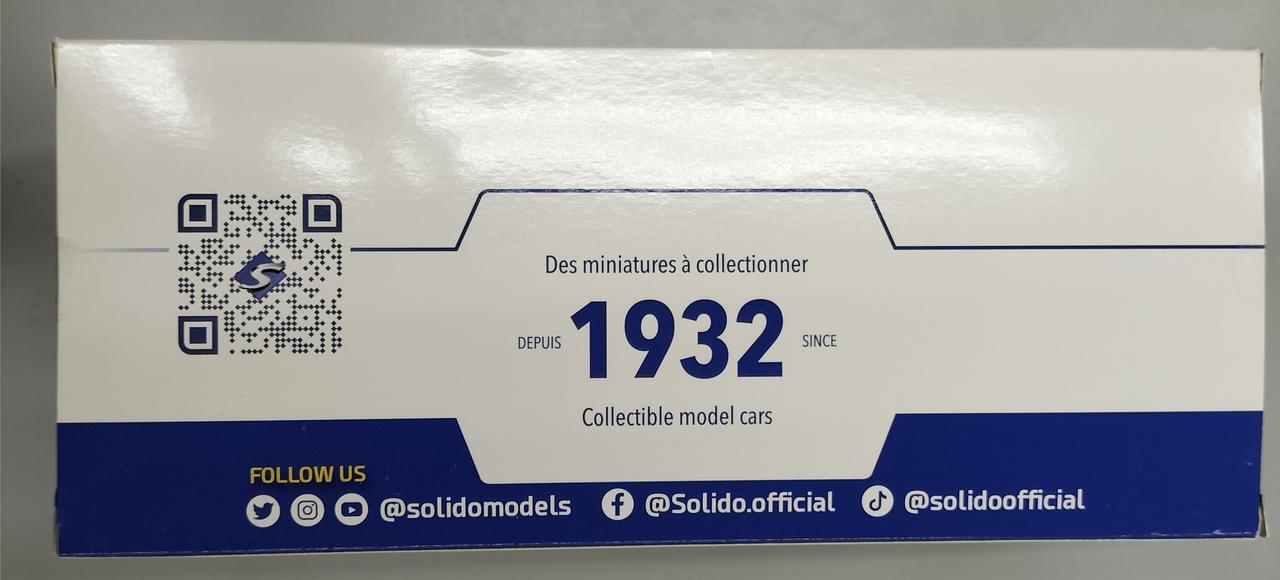 Des miniatures à collectionner
DEPUIS 1932 SINCE
Collectible model cars
FOLLOW US
@solidomodels @Solido.official @solidoofficial